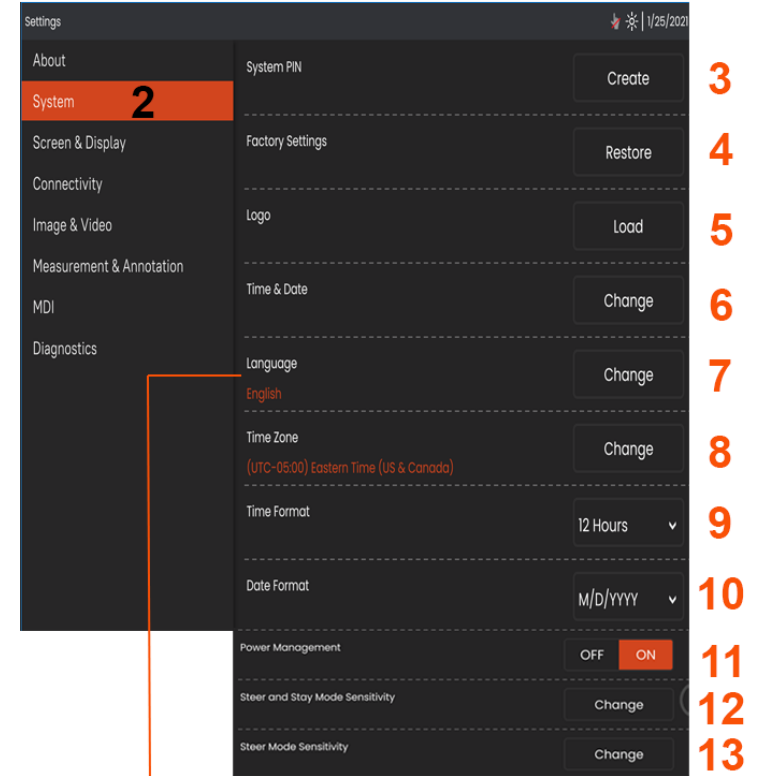 Settings
1/25/2021
About
System
2
Screen & Display
Connectivity
Image & Video
Measurement & Annotation
MDI
Diagnostics
System PIN
Create
3
Factory Settings
Restore
4
Logo
Load
5
Time & Date
Change
6
Language
English
Change
7
Time Zone
(UTC-05:00) Eastern Time (US & Canada)
Change
8
Time Format
12 Hours
9
Date Format
M/D/YYYY
10
Power Management
OFF ON
11
Steer and Stay Mode Sensitivity
Change
12
Steer Mode Sensitivity
Change
13